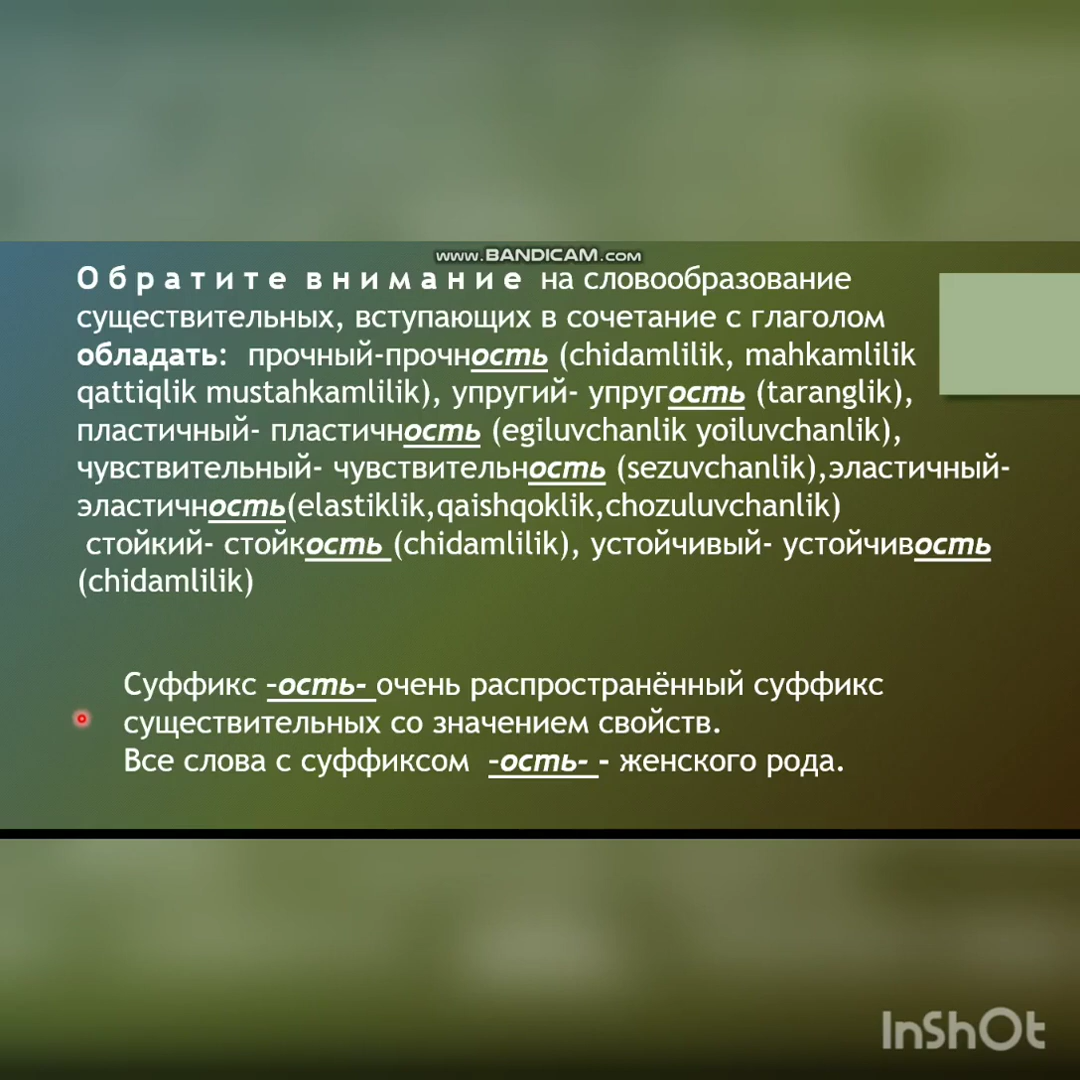 www.BANDICAM.com
Обратите внимание на словообразование
существительных, вступающих в сочетание с глаголом
обладать: прочный-прочность (chidamlilik, mahkamlilik
qattiqlik mustahkamlilik), упругий- упругость (taranglik),
пластичный- пластичность (egiluvchanlik yoiluvchanlik),
чувствительный- чувствительность (sezuvchanlik),эластичный-
эластичность(elastiklik,qaishqoklik,chozuluvchanlik)
стойкий- стойкость (chidamlilik), устойчивый- устойчивость
(chidamlilik)
Суффикс -ость- очень распространённый суффикс
существительных со значением свойств.
Все слова с суффиксом -ость- - женского рода.
InShOt